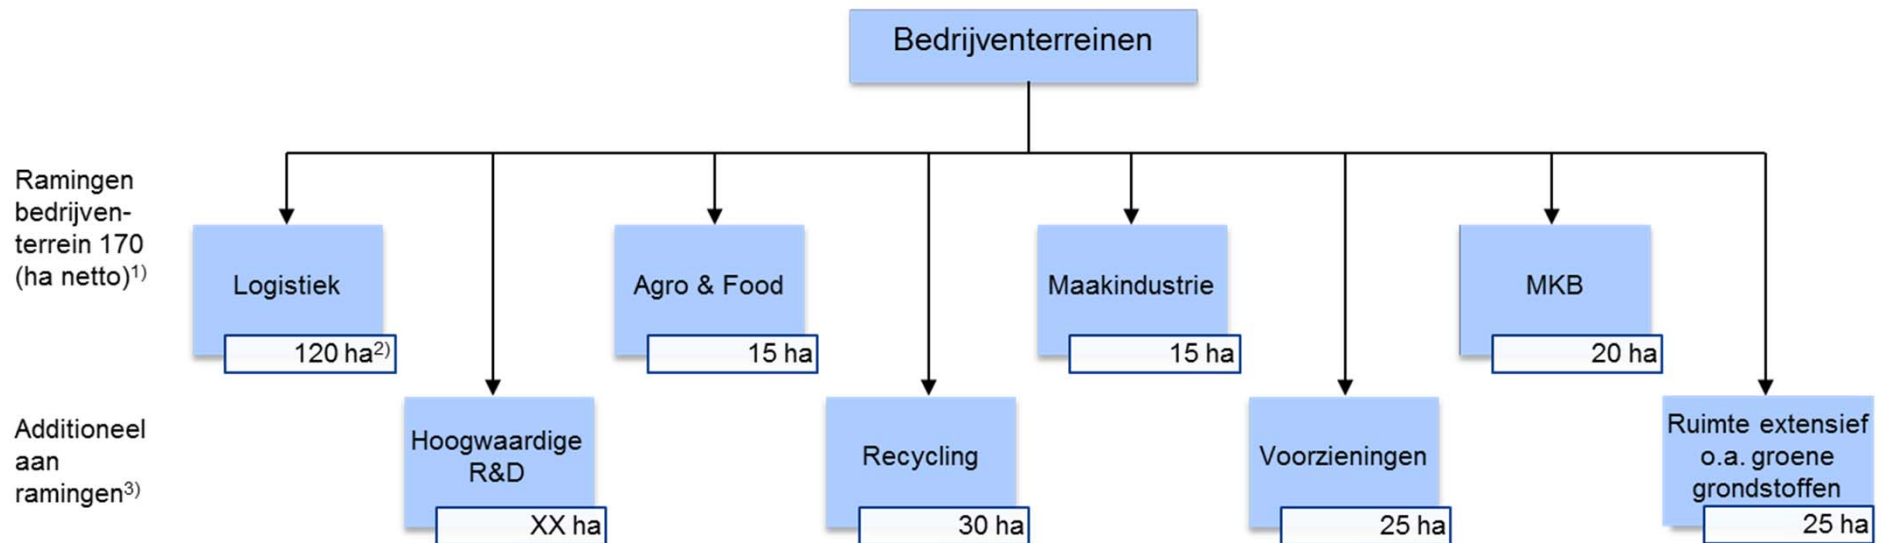 Bedrijventerreinen
Ramingen
bedrijven-
terrein 170
(ha netto)1)
Logistiek
120 ha2)
Agro & Food
15 ha
Maakindustrie
15 ha
MKB
20 ha
Additioneel
aan
ramingen3)
Hoogwaardige
R&D
XX ha
Recycling
30 ha
Voorzieningen
25 ha
Ruimte extensief
o.a. groene
grondstoffen
25 ha